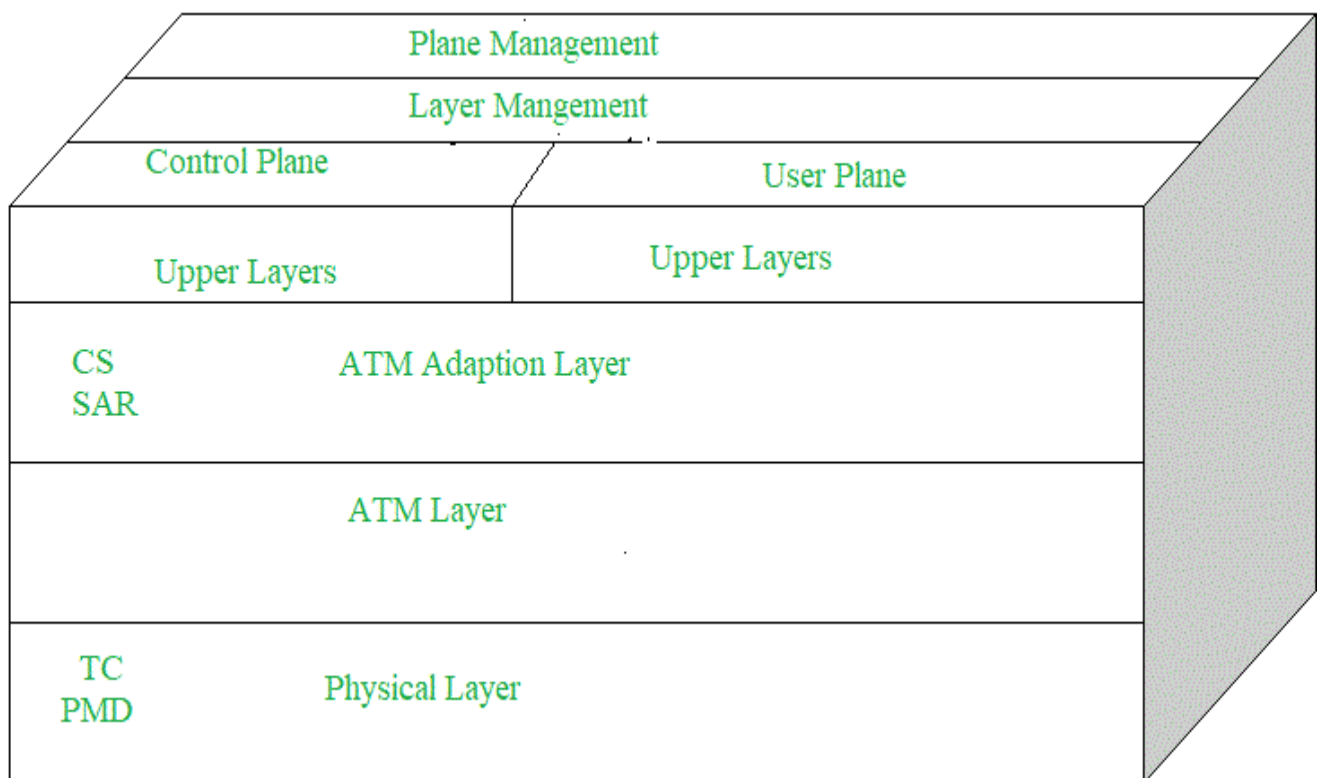 Plane Management
Layer Mangement
Control Plane
User Plane
Upper Layers
Upper Layers
CS
ATM Adaption Layer
SAR
ATM Layer
TC
Physical Layer
PMD